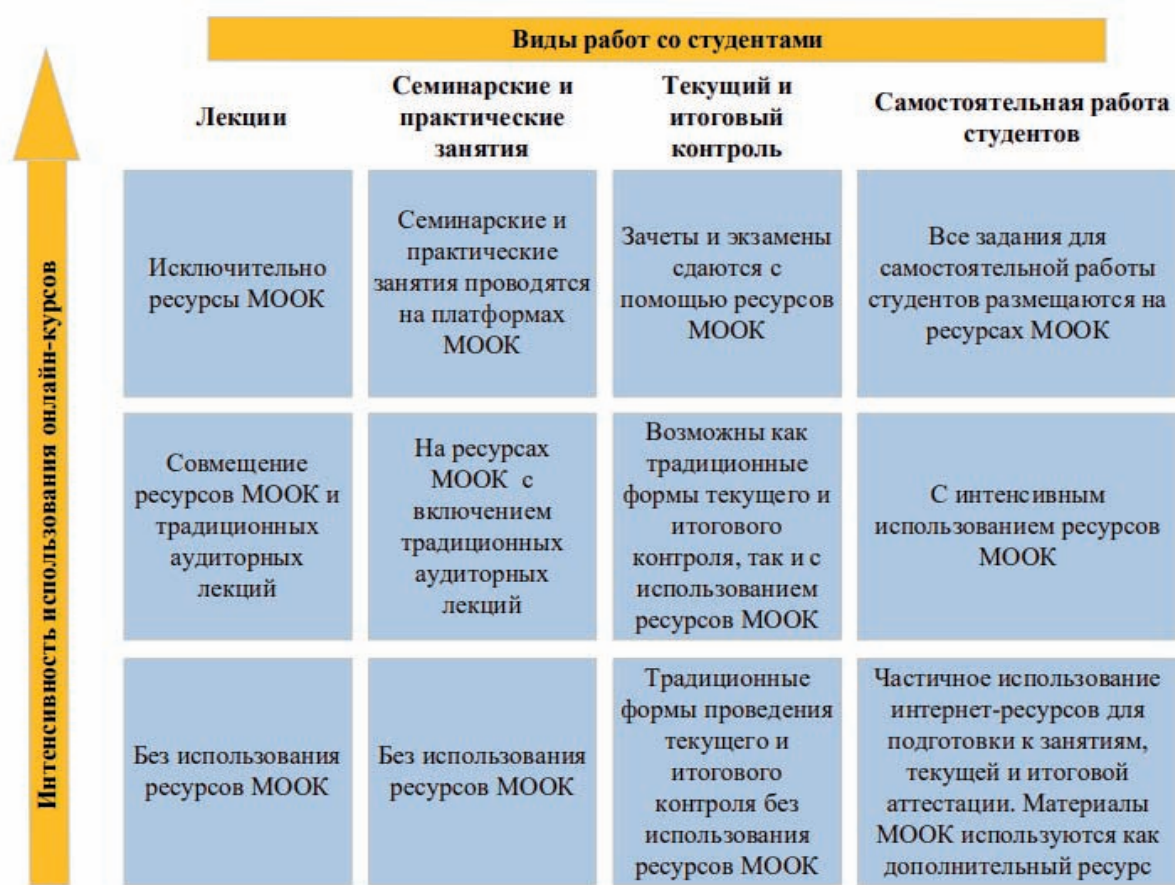 Виды работ со студентами
Интенсивность использования онлайн-курсов
Лекции
Семинарские и
практические
занятия
Текущий и
итоговый
контроль
Самостоятельная работа
студентов
Исключительно
ресурсы МООК
Семинарские и
практические
занятия проводятся
на платформах
МООК
Зачеты и экзамены
сдаются с
помощью ресурсов
МООК
Все задания для
самостоятельной работы
студентов размещаются на
ресурсах МООК
Совмещение
ресурсов МООК и
традиционных
аудиторных
лекций
На ресурсах
МООК с
включением
традиционных
аудиторных
лекций
Возможны как
традиционные
формы текущего и
итогового
контроля, так и с
использованием
ресурсов МООК
С интенсивным
использованием ресурсов
МООК
Без использования
ресурсов МООК
Без использования
ресурсов МООК
Традиционные
формы проведения
текущего и
итогового
контроля без
использования
ресурсов МООК
Частичное использование
интернет-ресурсов для
подготовки к занятиям,
текущей и итоговой
аттестации. Материалы
МООК используются как
дополнительный ресурс